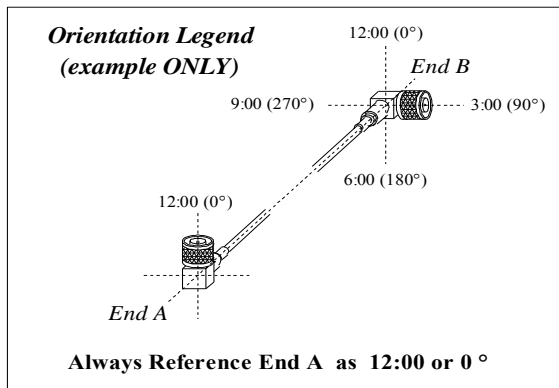 Orientation Legend
(example ONLY)
12:00 (0°)
End B
9:00 (270°)
3:00 (90°)
6:00 (180°)
12:00 (0°)
End A
Always Reference End A as 12:00 or 0 °